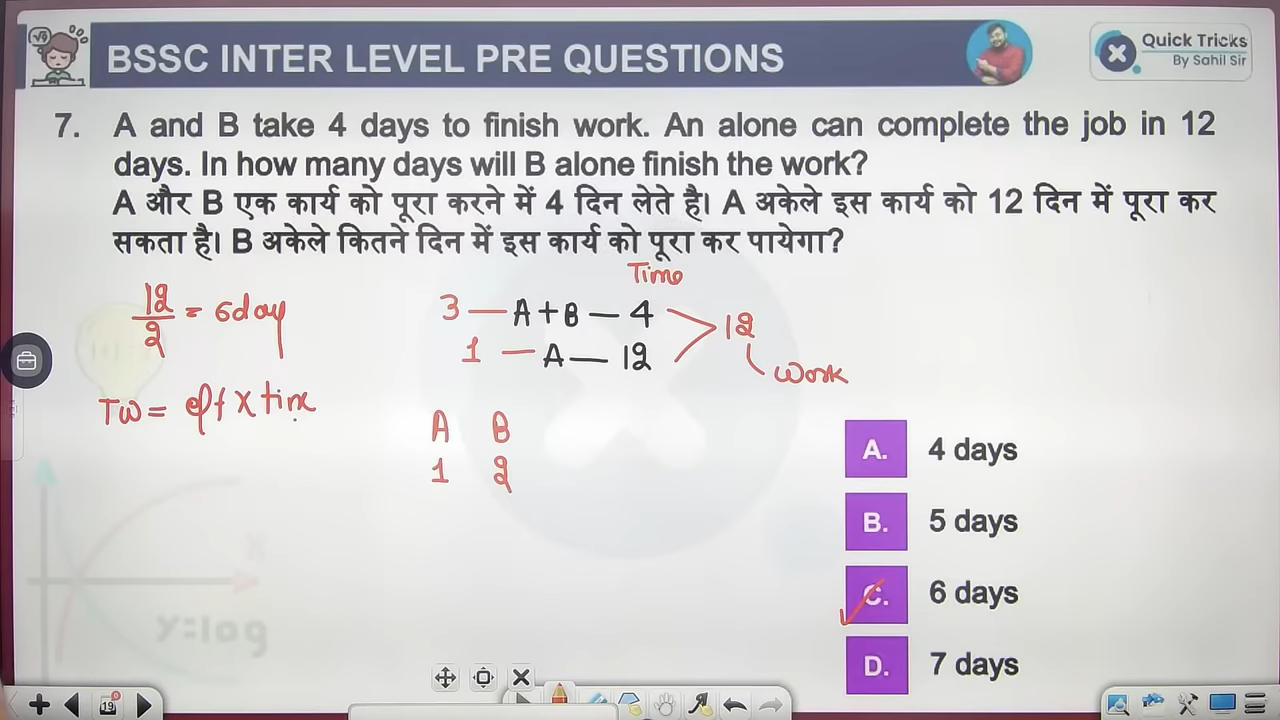 BSSC INTER LEVEL PRE QUESTIONS
Quick Tricks
By Sahil Sir
7. A and B take 4 days to finish work. An alone can complete the job in 12
days. In how many days will B alone finish the work?
A और B एक कार्य को पूरा करने में 4 दिन लेते है। A अकेले इस कार्य को 12 दिन में पूरा कर
सकता है। B अकेले कितने दिन में इस कार्य को पूरा कर पायेगा?
Time
12/2 = 6day
3 — A+B — 4
12
1 — A — 12
work
TW = eff x time
A B
1 2
A. 4 days
B. 5 days
C. 6 days
D. 7 days
y=log
x
19